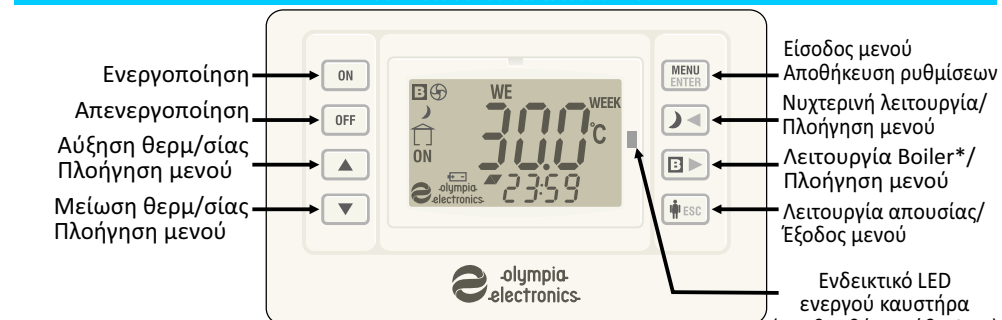 Ενεργοποίηση
Απενεργοποίηση
Αύξηση θερμ/σίας
Πλοήγηση μενού
Μείωση θερμ/σίας
Πλοήγηση μενού
ON
OFF
B
WE
WEEK
30.0
°C
ON
olympia
electronics
23:59
MENU
ENTER
B
ESC
olympia
electronics
Είσοδος μενού
Αποθήκευση ρυθμίσεων
Νυχτερινή λειτουργία/
Πλοήγηση μενού
Λειτουργία Boiler*/
Πλοήγηση μενού
Λειτουργία απουσίας/
Έξοδος μενού
Ενδεικτικό LED
ενεργού καυστήρα